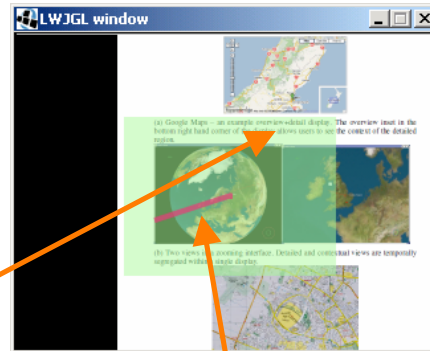 LWJGL window
(a) Google Maps – an example overview+detail display. The overview inset in the
bottom right hand corner of the display allows users to see the context of the detailed
region.
(b) Two views in a zooming interface. Detailed and contextual views are temporally
segregated within a single display.